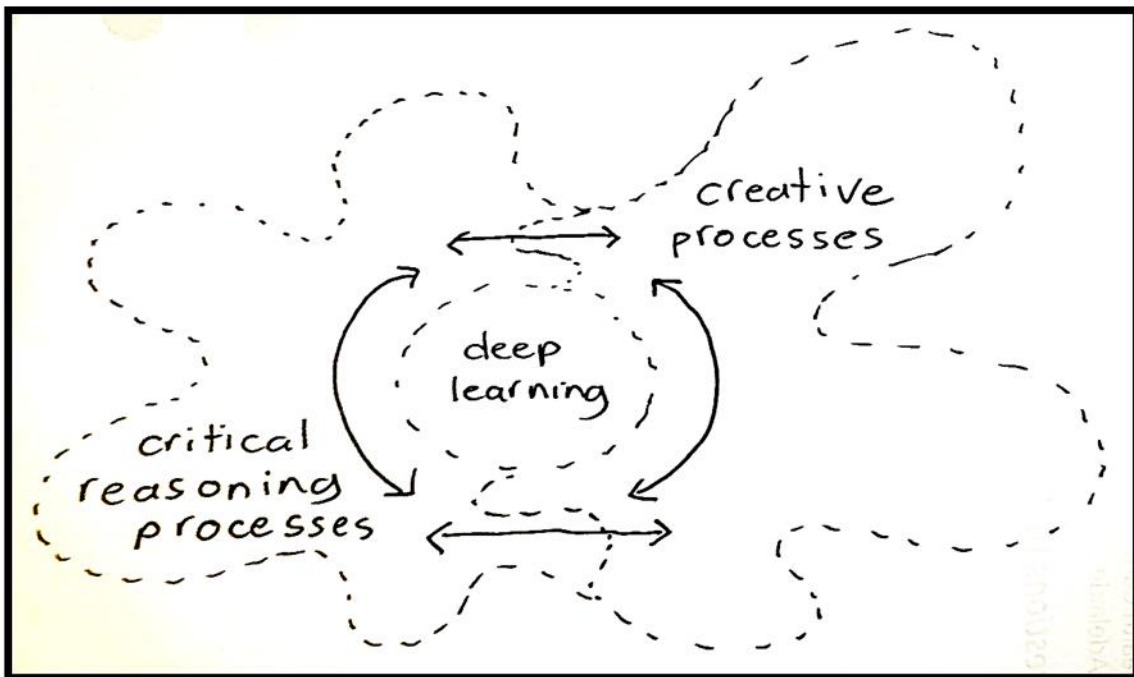 creative
processes
deep
learning
critical
reasoning
processes